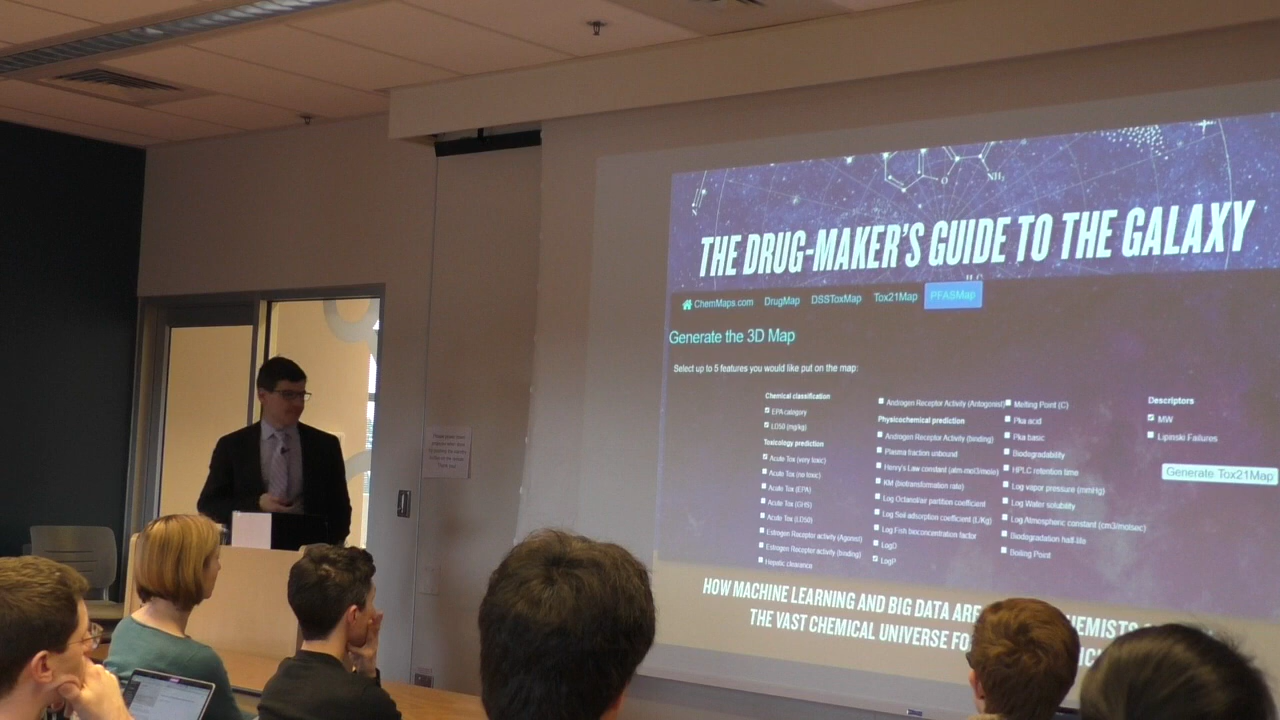 O
NH₂
THE DRUG-MAKER'S GUIDE TO THE GALAXY
ChemMaps.com DrugMap DSSToxMap Tox21Map PFASMap
Generate the 3D Map
Select up to 5 features you would like put on the map:
Chemical classification
EPA category
LD50 (mg/kg)
Toxicology prediction
Acute Tox (very toxic)
Acute Tox (no toxic)
Acute Tox (EPA)
Acute Tox (GHS)
Acute Tox (LD50)
Estrogen Receptor activity (Agonist)
Estrogen Receptor activity (binding)
Hepatic clearance
Androgen Receptor Activity (Antagonist)
Physicochemical prediction
Androgen Receptor Activity (binding)
Plasma fraction unbound
Henry's Law constant (atm-mol3/mole)
KM (biotransformation rate)
Log Octanol/air partition coefficient
Log Soil adsorption coefficient (L/Kg)
Log Fish bioconcentration factor
LogD
LogP
Melting Point (C)
Pka acid
Pka basic
Biodegradability
HPLC retention time
Log vapor pressure (mmHg)
Log Water solubility
Log Atmospheric constant (cm3/molsec)
Biodegradation half-life
Boiling Point
Descriptors
MW
Lipinski Failures
Generate Tox21Map
HOW MACHINE LEARNING AND BIG DATA ARE
THE VAST CHEMICAL UNIVERSE